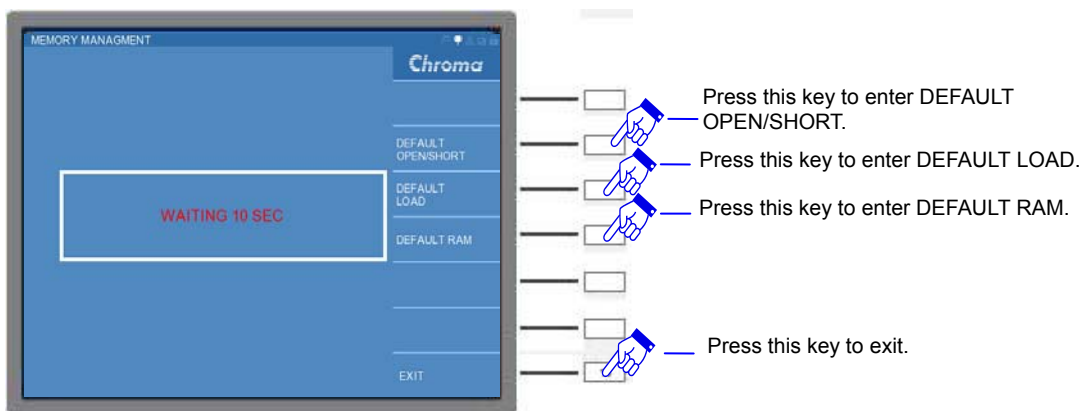 MEMORY MANAGMENT
Chroma
DEFAULT
OPEN/SHORT
DEFAULT
LOAD
DEFAULT RAM
EXIT
WAITING 10 SEC
Press this key to enter DEFAULT
OPEN/SHORT.
Press this key to enter DEFAULT LOAD.
Press this key to enter DEFAULT RAM.
Press this key to exit.